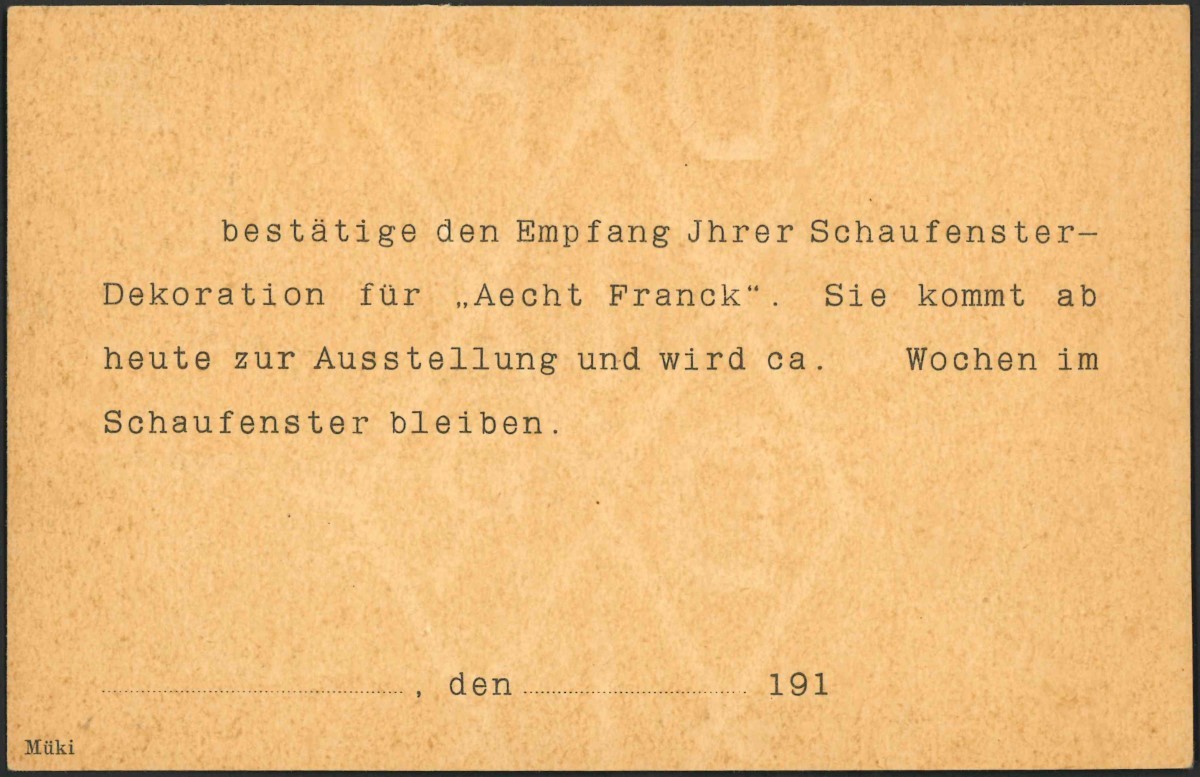 bestätige den Empfang Jhrer Schaufenster-
Dekoration für „Aecht Franck“. Sie kommt ab
heute zur Ausstellung und wird ca. Wochen im
Schaufenster bleiben.
, den 191
Müki